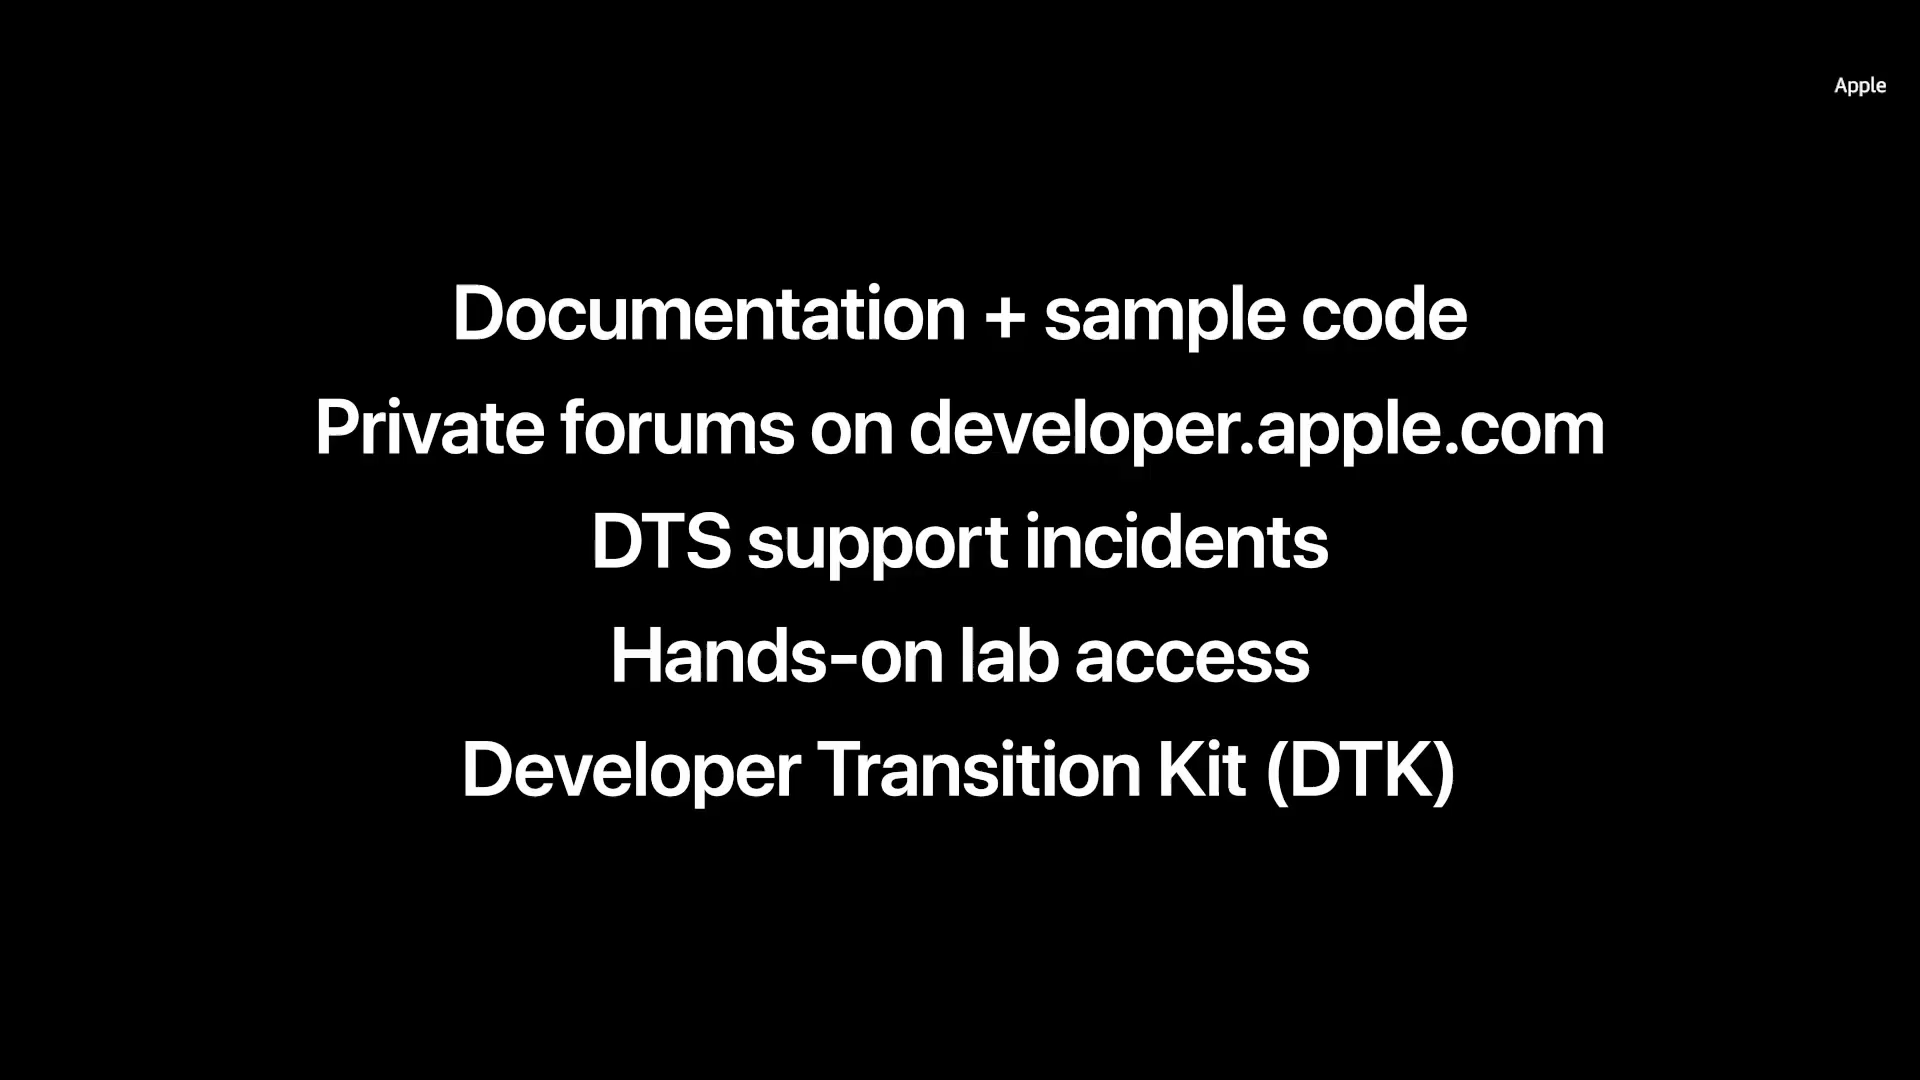 Apple
Documentation + sample code
Private forums on developer.apple.com
DTS support incidents
Hands-on lab access
Developer Transition Kit (DTK)